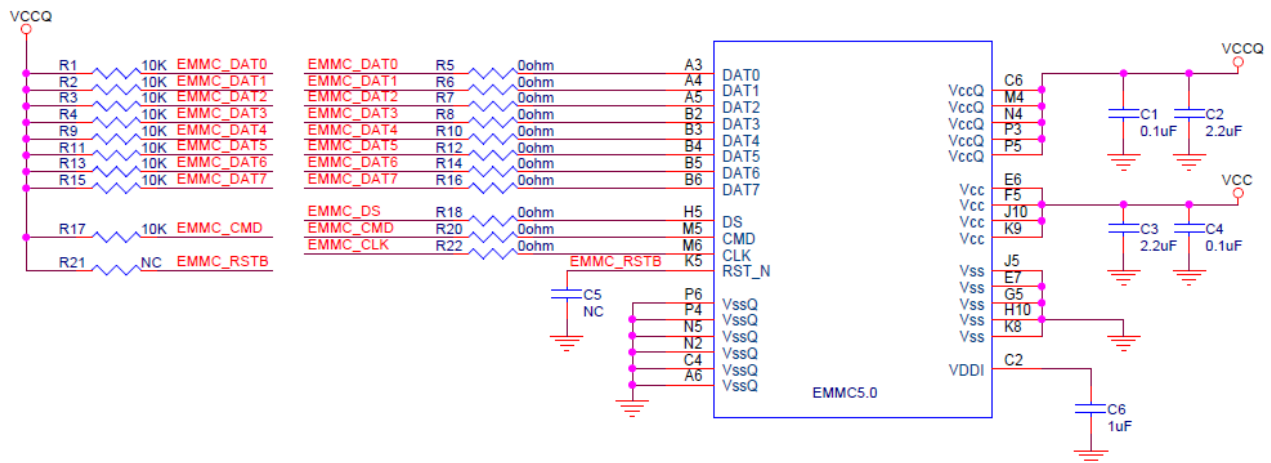 VCCQ
R1 10K EMMC_DAT0 EMMC_DAT0 R5 0ohm A3 DAT0
R2 10K EMMC_DAT1 EMMC_DAT1 R6 0ohm A4 DAT1
R3 10K EMMC_DAT2 EMMC_DAT2 R7 0ohm A5 DAT2
R4 10K EMMC_DAT3 EMMC_DAT3 R8 0ohm B2 DAT3
R9 10K EMMC_DAT4 EMMC_DAT4 R10 0ohm B3 DAT4
R11 10K EMMC_DAT5 EMMC_DAT5 R12 0ohm B4 DAT5
R13 10K EMMC_DAT6 EMMC_DAT6 R14 0ohm B5 DAT6
R15 10K EMMC_DAT7 EMMC_DAT7 R16 0ohm B6 DAT7
EMMC_DS R18 0ohm H5 DS
R17 10K EMMC_CMD EMMC_CMD R20 0ohm M5 CMD
EMMC_CLK R22 0ohm M6 CLK
R21 NC EMMC_RSTB EMMC_RSTB K5 RST_N
C5
NC
P6 VssQ
P4 VssQ
N5 VssQ
N2 VssQ
C4 VssQ
A6 VssQ
EMMC5.0
VCCQ
VccQ C6
VccQ M4
VccQ N4
VccQ P3
VccQ P5
C1
0.1uF
C2
2.2uF
VCC
Vcc E6
Vcc F5
Vcc J10
Vcc K9
C3
2.2uF
C4
0.1uF
Vss J5
Vss E7
Vss G5
Vss H10
Vss K8
VDDI C2
C6
1uF